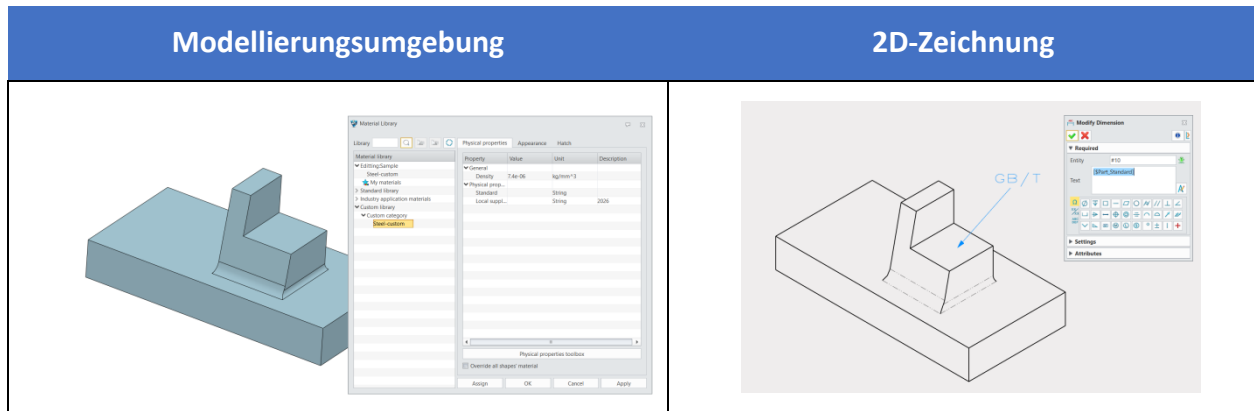 Modellierungsumgebung
2D-Zeichnung
Material Library
Library
Physical properties Appearance Hatch
Material library
Editting:Sample
Steel-custom
My materials
Standard library
Industry application materials
Custom library
Custom category
Steel-custom
Property Value Unit Description
General
Density 7.4e-06 kg/mm^3
Physical prop...
Standard String
Local suppl... String 2026
Physical properties toolbox
Override all shapes' material
Assign OK Cancel Apply
GB/T
Modify Dimension
Required
Entity #10
Text [$Part_Standard]
Settings
Attributes